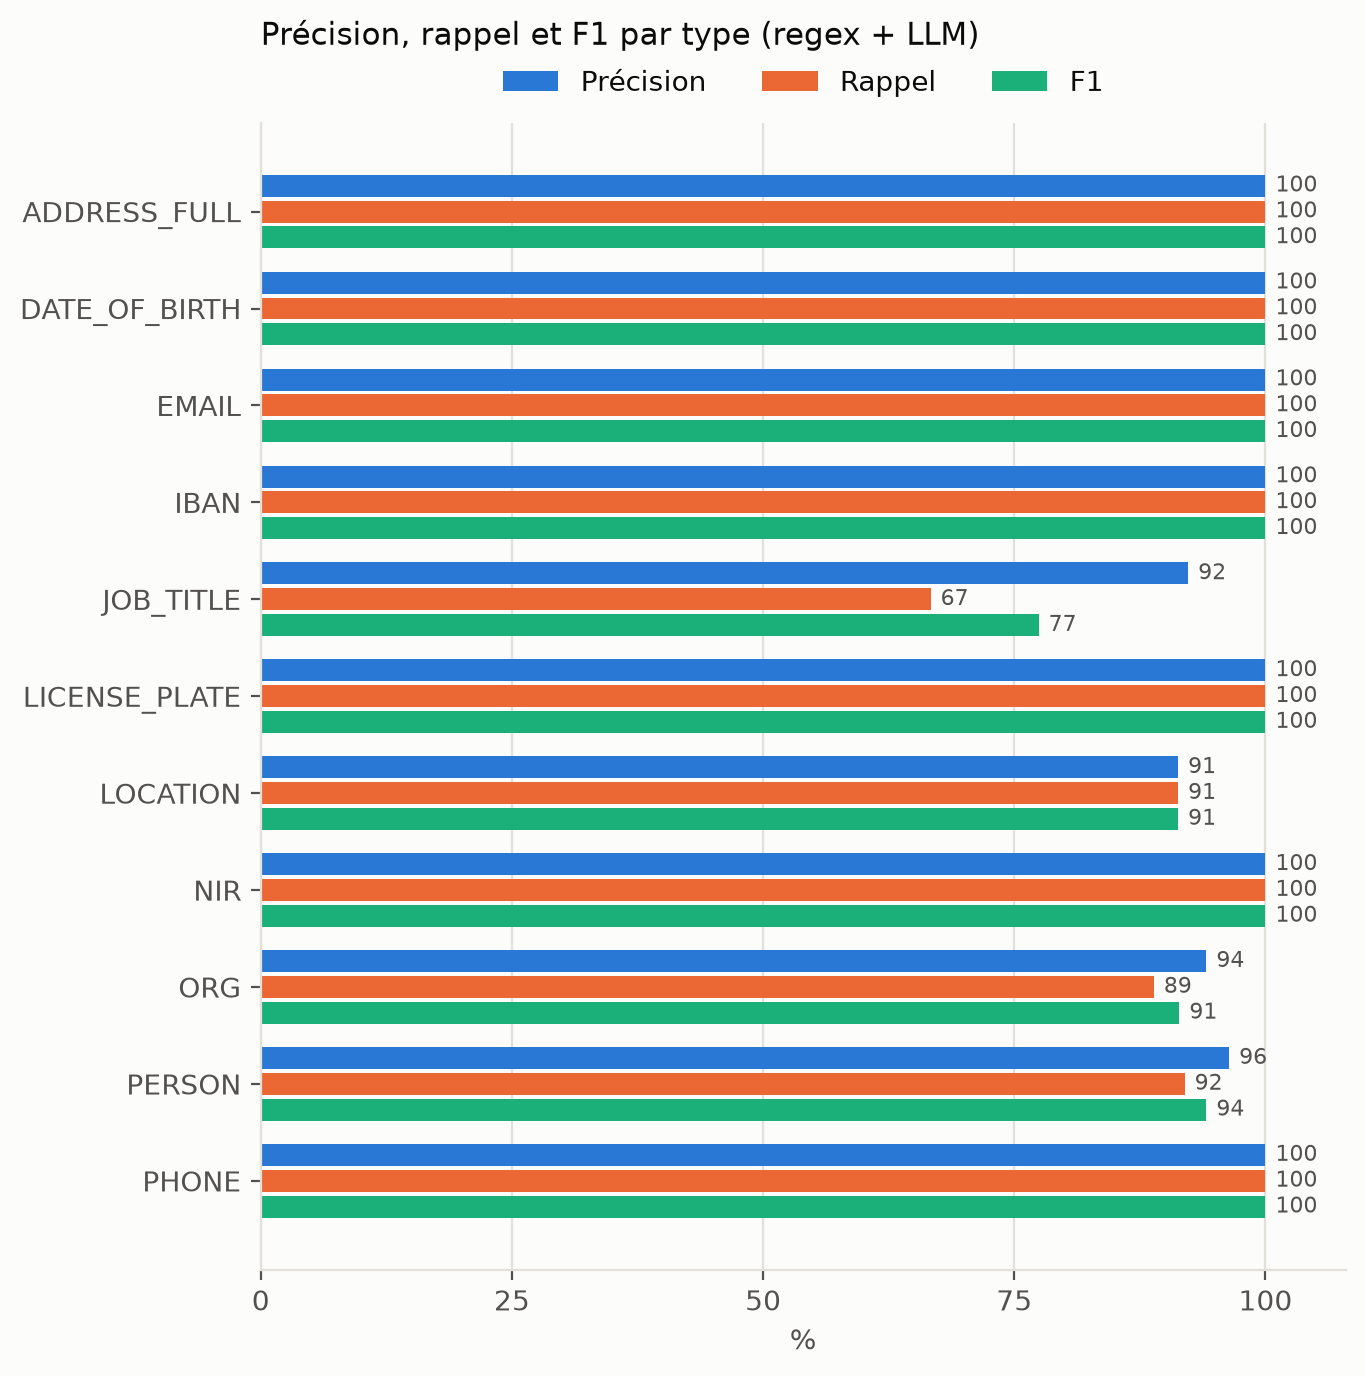 Précision, rappel et F1 par type (regex + LLM)
Précision Rappel F1
ADDRESS_FULL 100 100 100
DATE_OF_BIRTH 100 100 100
EMAIL 100 100 100
IBAN 100 100 100
JOB_TITLE 92 67 77
LICENSE_PLATE 100 100 100
LOCATION 91 91 91
NIR 100 100 100
ORG 94 89 91
PERSON 96 92 94
PHONE 100 100 100
0 25 50 75 100
%